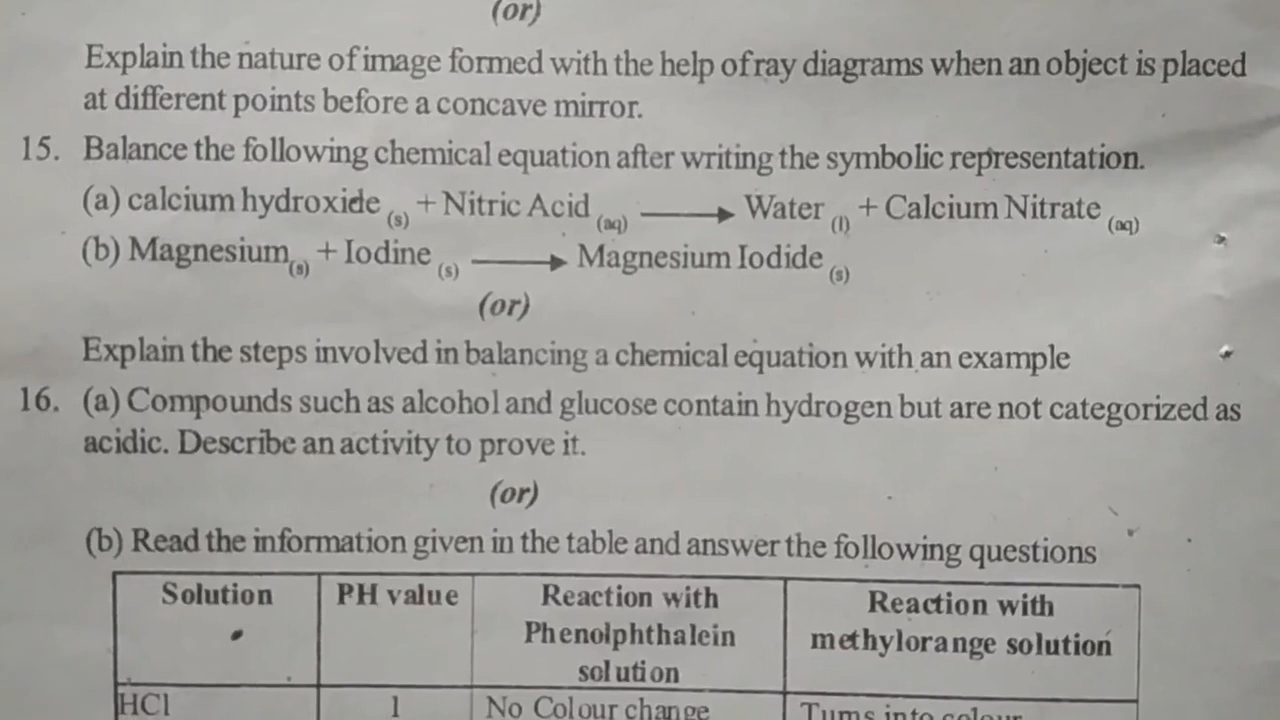 (or)
Explain the nature of image formed with the help of ray diagrams when an object is placed
at different points before a concave mirror.
15. Balance the following chemical equation after writing the symbolic representation.
(a) calcium hydroxide (s) + Nitric Acid (aq) ⟶ Water (l) + Calcium Nitrate (aq)
(b) Magnesium (s) + Iodine (s) ⟶ Magnesium Iodide (s)
(or)
Explain the steps involved in balancing a chemical equation with an example
16. (a) Compounds such as alcohol and glucose contain hydrogen but are not categorized as
acidic. Describe an activity to prove it.
(or)
(b) Read the information given in the table and answer the following questions
Solution PH value Reaction with Reaction with
Phenolphthalein methylorange solution
solution
HCl 1 No Colour change Turns into colour